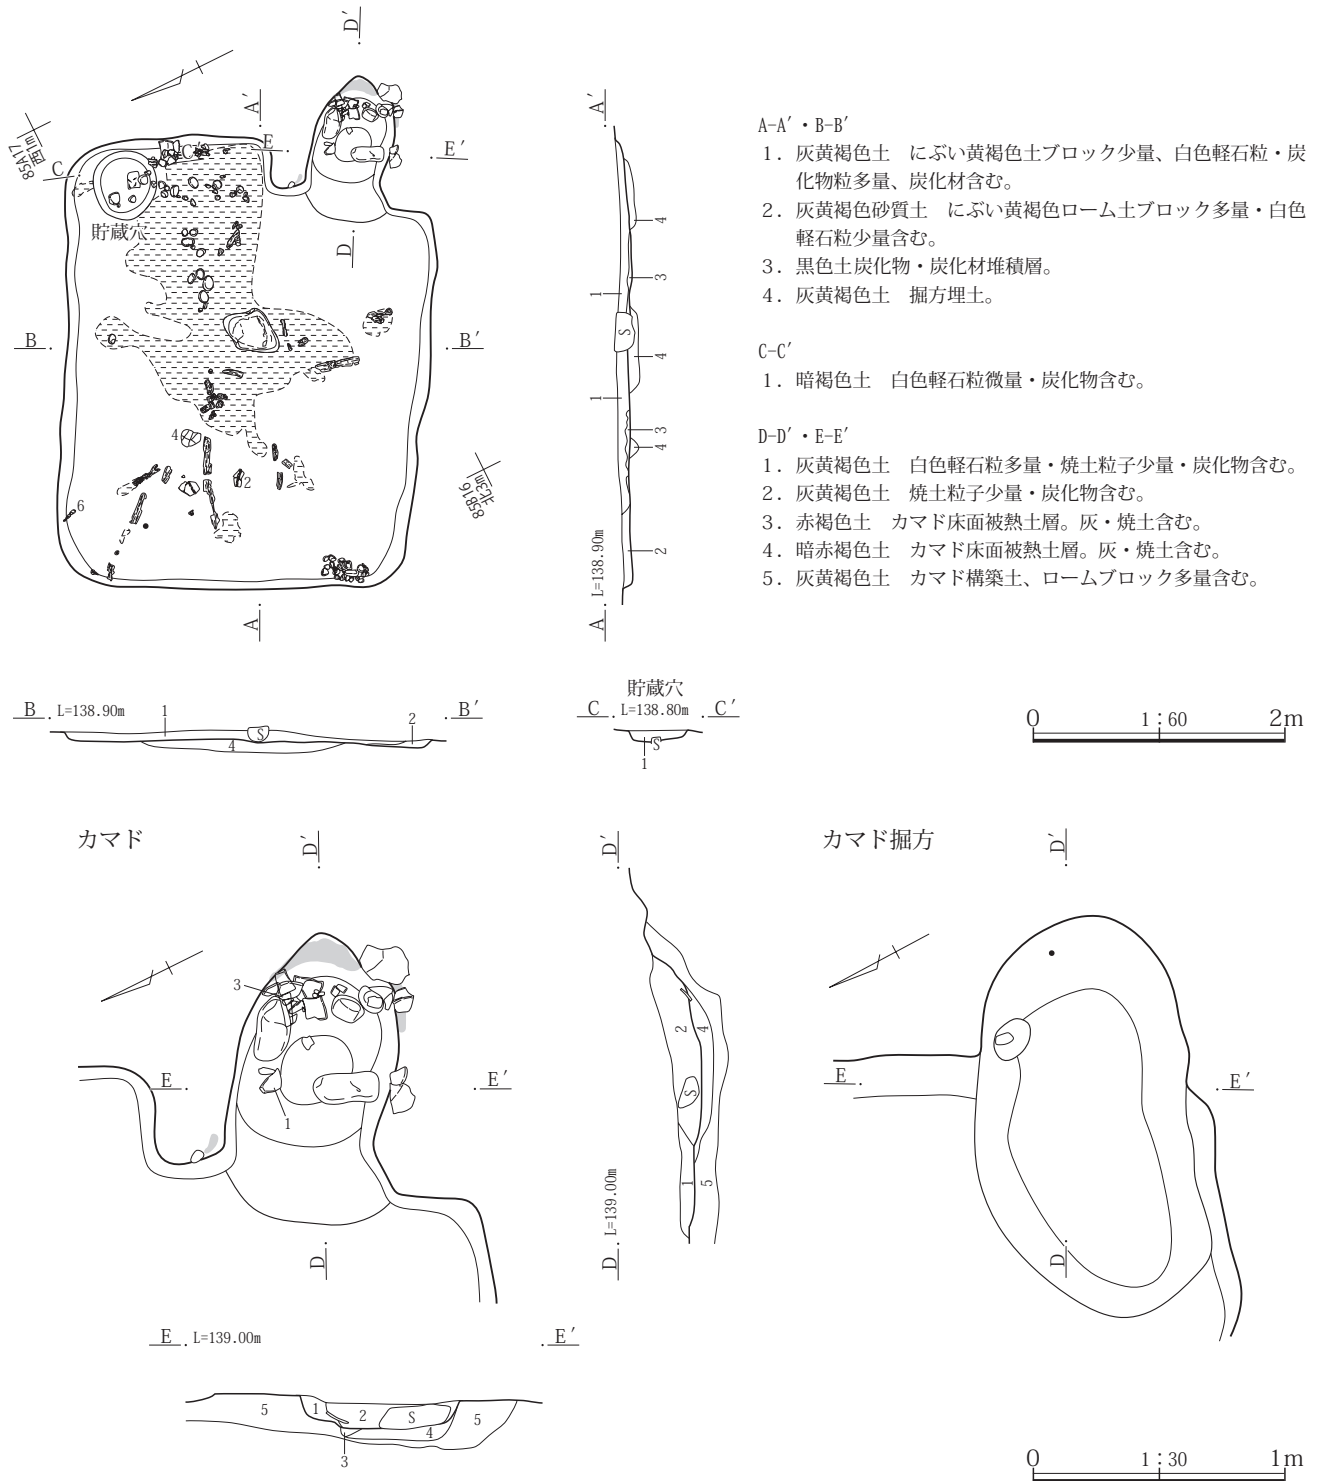 D′
A′
E
E′
85A17
西1m
C
C′
貯蔵穴
D
B
B′
4
2
6
85B16
北3m
A
A′
4
3
1
S
4
1
3
4
2
L=138.90m
A
A-A′・B-B′
1．灰黄褐色土　にぶい黄褐色土ブロック少量、白色軽石粒・炭
化物粒多量、炭化材含む。
2．灰黄褐色砂質土　にぶい黄褐色ローム土ブロック多量・白色
軽石粒少量含む。
3．黒色土炭化物・炭化材堆積層。
4．灰黄褐色土　掘方埋土。
C-C′
1．暗褐色土　白色軽石粒微量・炭化物含む。
D-D′・E-E′
1．灰黄褐色土　白色軽石粒多量・焼土粒子少量・炭化物含む。
2．灰黄褐色土　焼土粒子少量・炭化物含む。
3．赤褐色土　カマド床面被熱土層。灰・焼土含む。
4．暗赤褐色土　カマド床面被熱土層。灰・焼土含む。
5．灰黄褐色土　カマド構築土、ロームブロック多量含む。
B L=138.90m
1
S
4
2
B′
貯蔵穴
C L=138.80m C′
S
1
0 1：60 2m
カマド
D′
3
E
E′
1
D
D′
2
4
S
1
5
L=139.00m
D
カマド掘方
D′
E
E′
D
E L=139.00m E′
5
1
2
S
4
5
3
0 1：30 1m